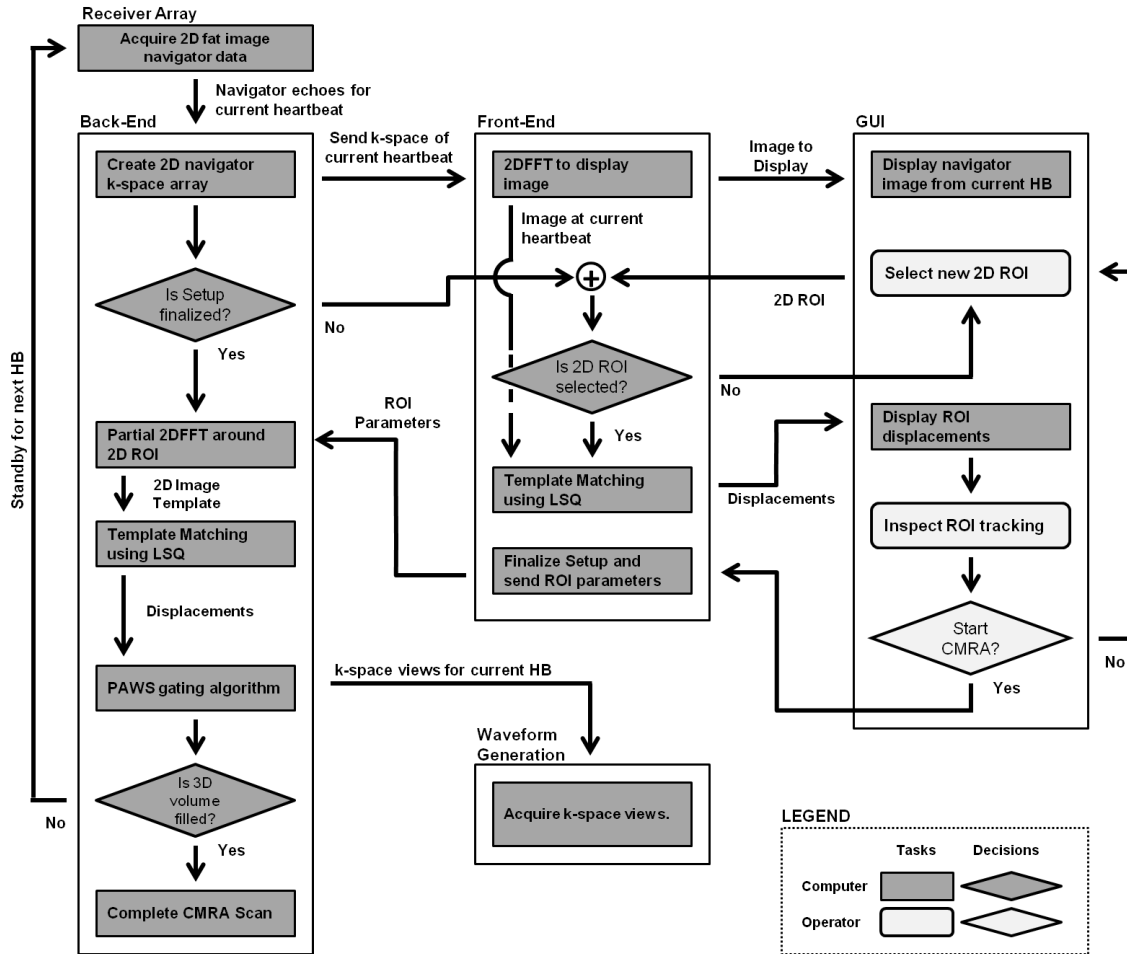 Receiver Array
Acquire 2D fat image
navigator data
Navigator echoes for
current heartbeat
Back-End
Create 2D navigator
k-space array
Is Setup
finalized?
Yes
No
Partial 2DFFT around
2D ROI
2D Image
Template
Template Matching
using LSQ
Displacements
PAWS gating algorithm
Is 3D
volume
filled?
No
Yes
Complete CMRA Scan
Standby for next HB
Send k-space of
current heartbeat
Front-End
2DFFT to display
image
Image at current
heartbeat
+
Is 2D ROI
selected?
No
Yes
Template Matching
using LSQ
Finalize Setup and
send ROI parameters
ROI
Parameters
k-space views for current HB
Waveform
Generation
Acquire k-space views.
Image to
Display
GUI
Display navigator
image from current HB
Select new 2D ROI
2D ROI
Display ROI
displacements
Displacements
Inspect ROI tracking
Start
CMRA?
No
Yes
LEGEND
Tasks Decisions
Computer
Operator